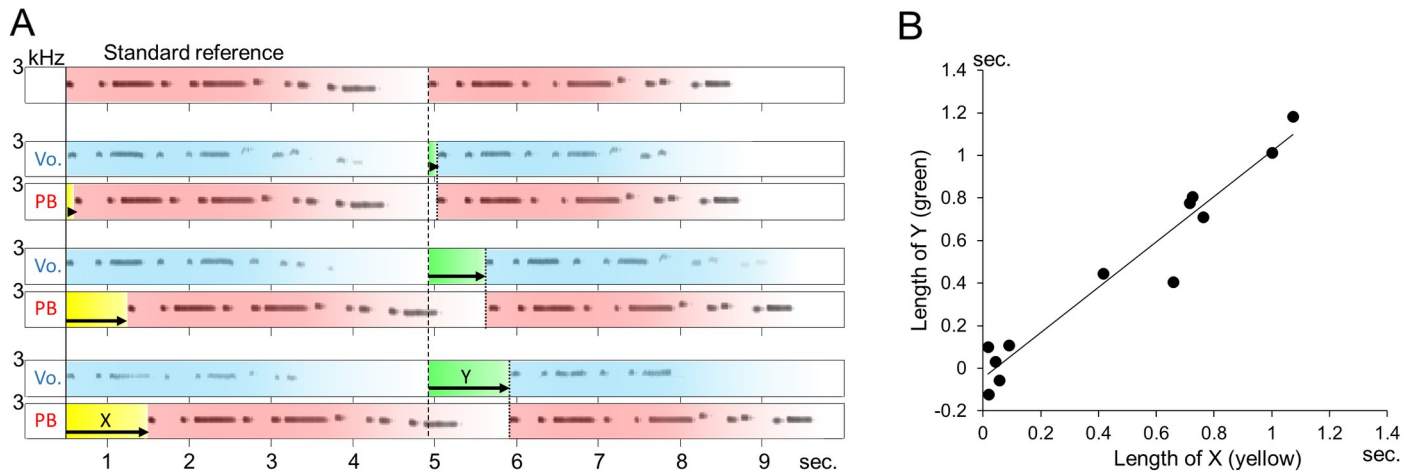 A
kHz
Standard reference
3
3
Vo.
3
PB
3
Vo.
3
PB
3
Vo.
Y
3
PB
X
1 2 3 4 5 6 7 8 9 sec.
B
sec.
1.4
1.2
1
0.8
0.6
0.4
0.2
0
-0.2
Length of Y (green)
0 0.2 0.4 0.6 0.8 1 1.2 1.4
Length of X (yellow)
sec.